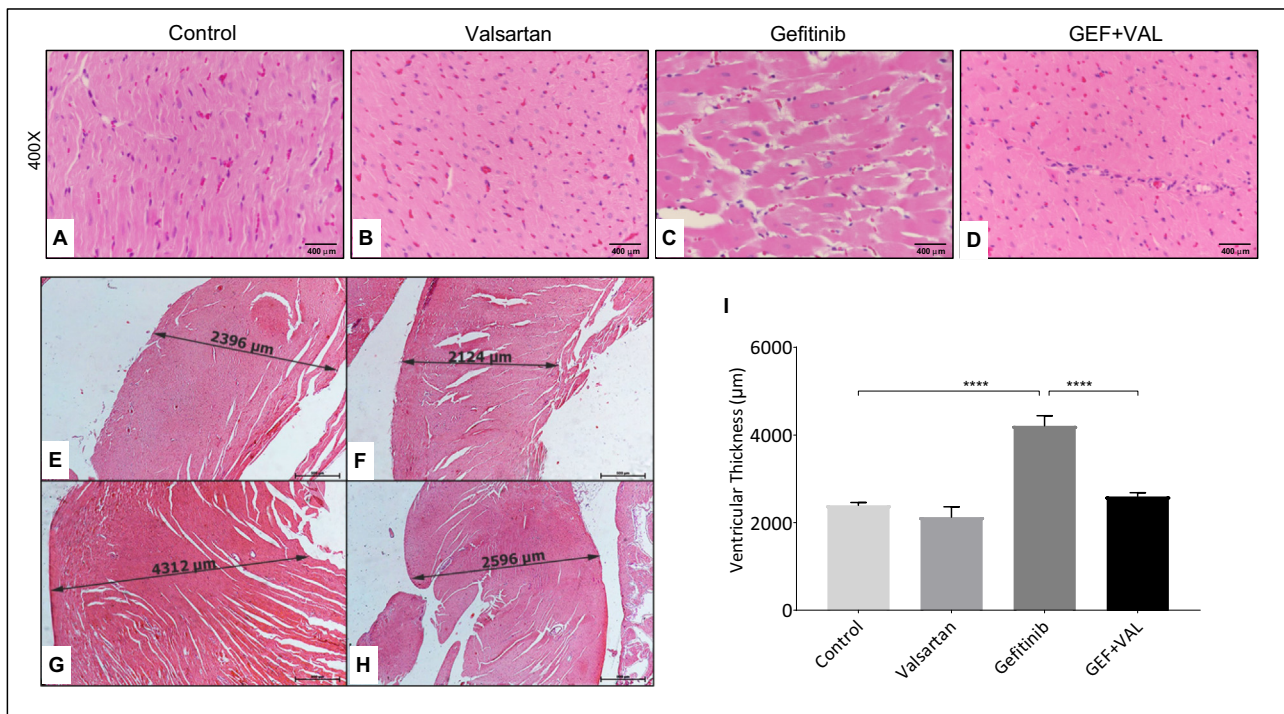 Control
Valsartan
Gefitinib
GEF+VAL
400X
A
400 µm
B
400 µm
C
400 µm
D
400 µm
2396 µm
E
2124 µm
F
4312 µm
G
2596 µm
H
I
Ventricular Thickness (µm)
6000
4000
2000
0
****
****
Control
Valsartan
Gefitinib
GEF+VAL